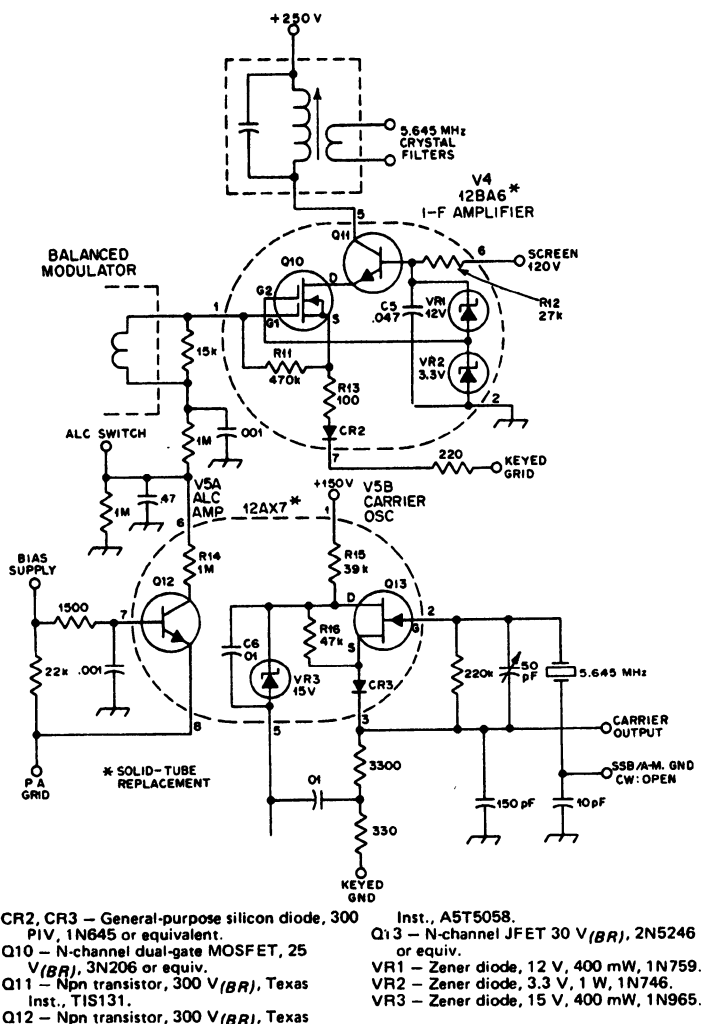 +250 V
5.645 MHz
CRYSTAL
FILTERS
V4
12BA6*
I-F AMPLIFIER
5
Q11
6
SCREEN
120V
BALANCED
MODULATOR
Q10
D
G2
G1
S
1
C5
.047
VR1
12V
R12
27k
VR2
3.3V
15k
R11
470k
R13
100
2
CR2
7
ALC SWITCH
1M
.001
220
KEYED
GRID
1M
.47
V5A
ALC
AMP
6
12AX7*
+150V
1
V5B
CARRIER
OSC
BIAS
SUPPLY
R14
1M
R15
39k
Q12
Q13
1500
7
D
2
G
S
R16
47k
C6
01
22k
.001
VR3
15V
CR3
220k
50
pF
5.645 MHz
8
5
3
CARRIER
OUTPUT
PA
GRID
* SOLID-TUBE
REPLACEMENT
3300
SSB/A-M. GND
CW: OPEN
01
150pF
10pF
330
KEYED
GND
CR2, CR3 — General-purpose silicon diode, 300
PIV, 1N645 or equivalent.
Q10 — N-channel dual-gate MOSFET, 25
V(BR), 3N206 or equiv.
Q11 — Npn transistor, 300 V(BR), Texas
Inst., TIS131.
Q12 — Npn transistor, 300 V(BR), Texas
Inst., A5T5058.
Q13 — N-channel JFET 30 V(BR), 2N5246
or equiv.
VR1 — Zener diode, 12 V, 400 mW, 1N759.
VR2 — Zener diode, 3.3 V, 1 W, 1N746.
VR3 — Zener diode, 15 V, 400 mW, 1N965.